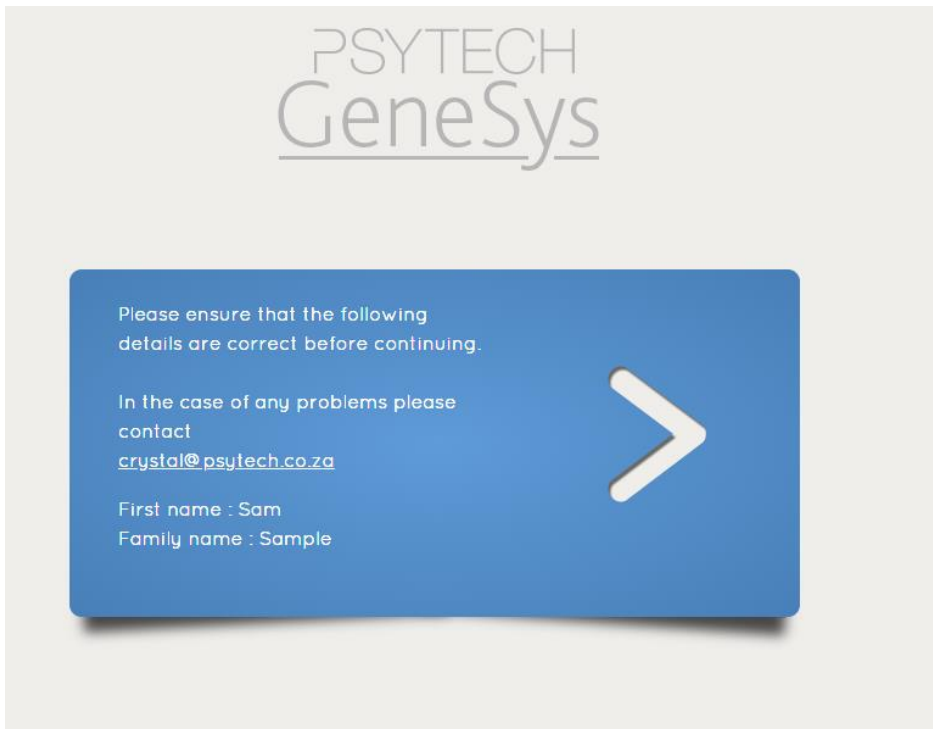 PSYTECH
GeneSys
Please ensure that the following
details are correct before continuing.
In the case of any problems please
contact
crystal@psytech.co.za
First name : Sam
Family name : Sample